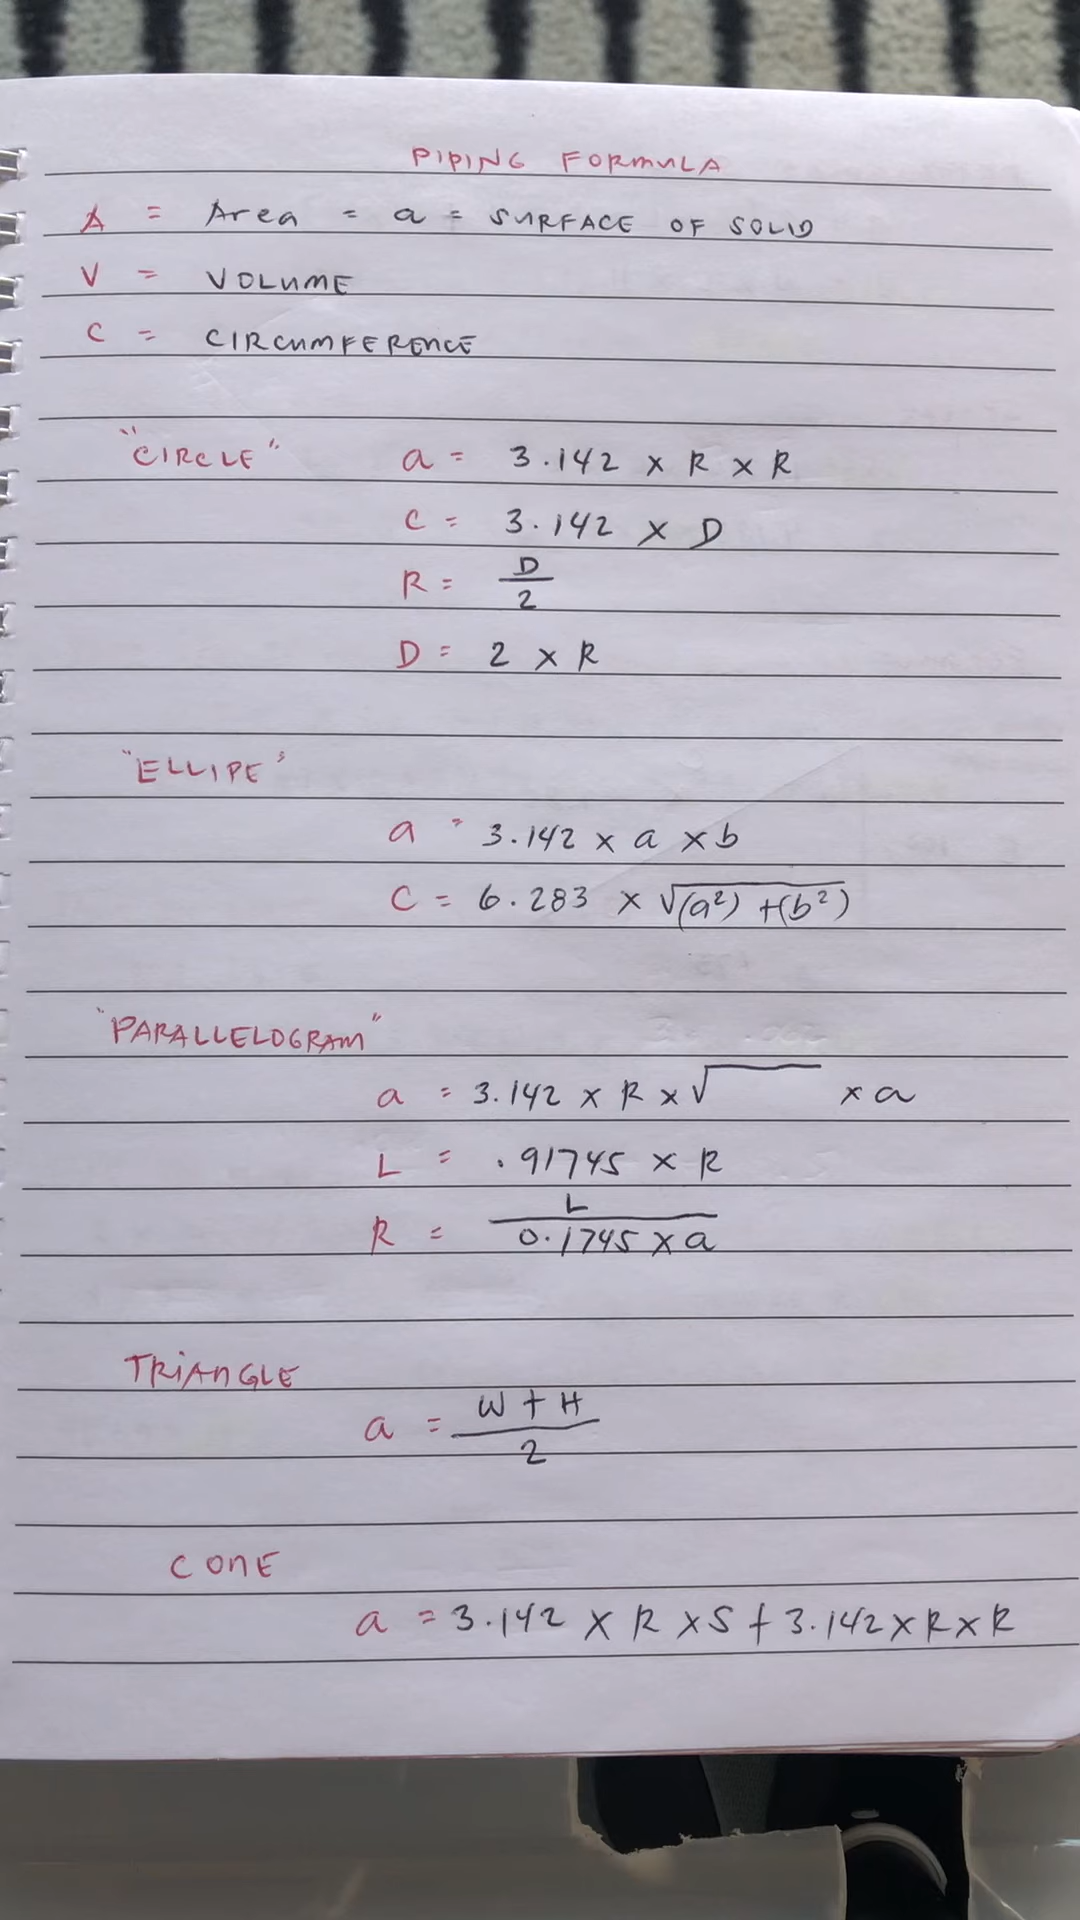 PIPING FORMULA
A = Area = a = SURFACE OF SOLID
V = VOLUME
C = CIRCUMFERENCE
"CIRCLE" a = 3.142 x R x R
C = 3.142 x D
R = D/2
D = 2 x R
"ELLIPE"
a = 3.142 x a x b
C = 6.283 x √(a²) + (b²)
"PARALLELOGRAM"
a = 3.142 x R x √ x a
L = .91745 x R
R = L/0.1745 x a
TRiANGLE
a = W + H/2
CONE
a = 3.142 x R x S + 3.142 x R x R